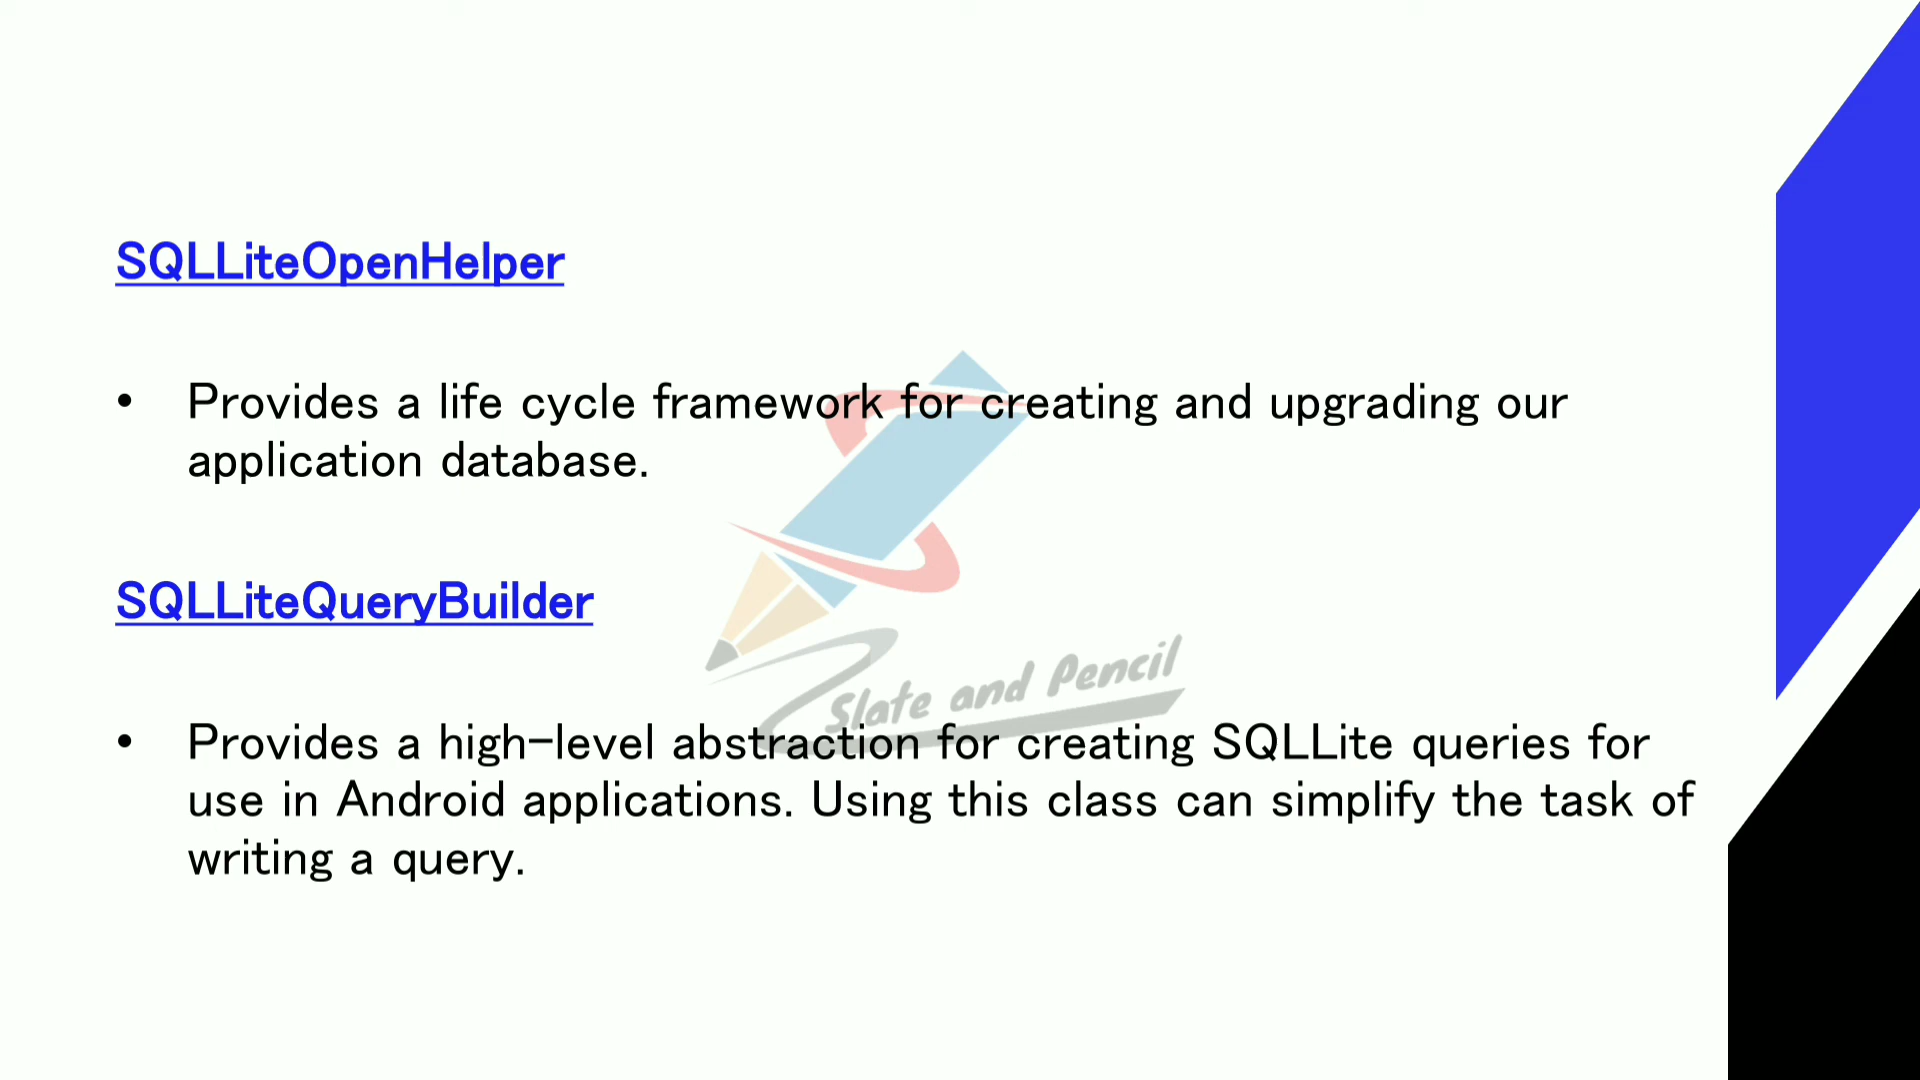 SQLLiteOpenHelper
• Provides a life cycle framework for creating and upgrading our
application database.
SQLLiteQueryBuilder
Slate and Pencil
• Provides a high-level abstraction for creating SQLLite queries for
use in Android applications. Using this class can simplify the task of
writing a query.